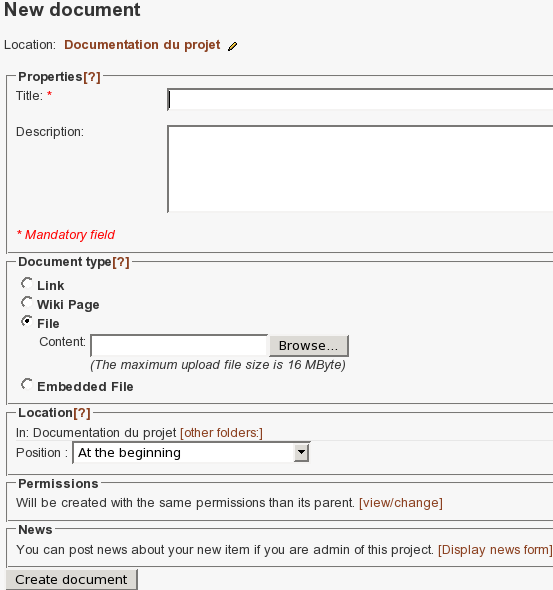 New document
Location: Documentation du projet
Properties[?]
Title: *
Description:
* Mandatory field
Document type[?]
Link
Wiki Page
File
Content: Browse...
(The maximum upload file size is 16 MByte)
Embedded File
Location[?]
In: Documentation du projet [other folders:]
Position : At the beginning
Permissions
Will be created with the same permissions than its parent. [view/change]
News
You can post news about your new item if you are admin of this project. [Display news form]
Create document